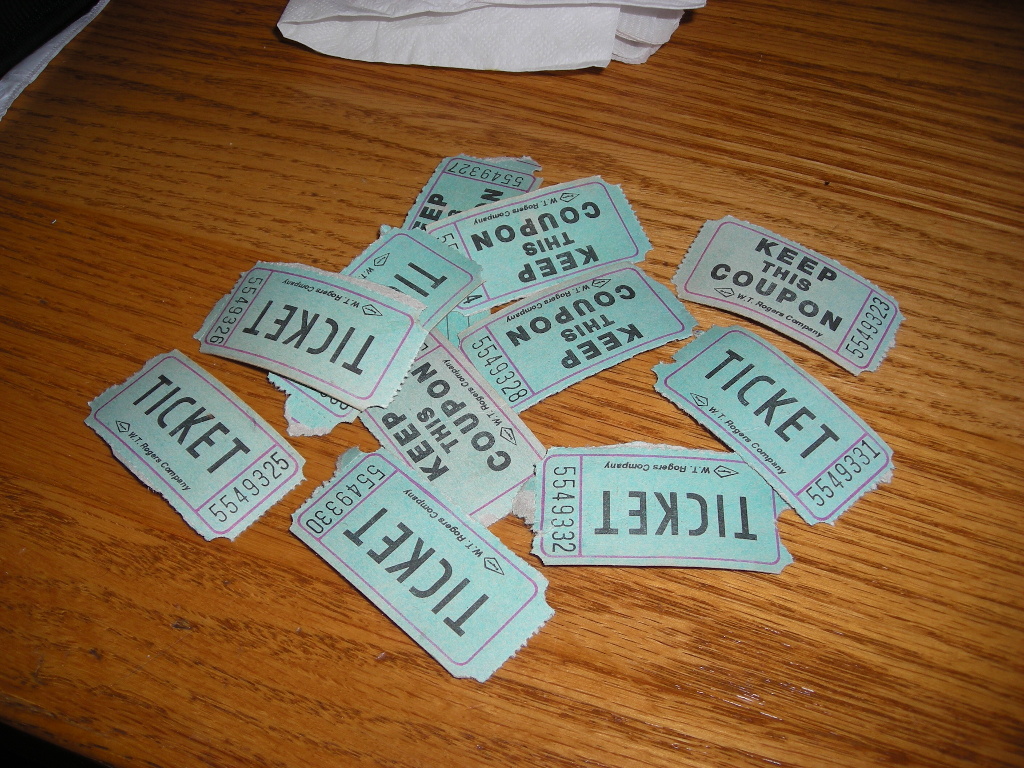 5549327
KEEP
W.T. Rogers Company
KEEP
THIS
COUPON
KEEP
THIS
COUPON
W.T. Rogers Company
5549323
TI
W.T. Rogers Company
TICKET
5549326
KEEP
THIS
COUPON
5549328
TICKET
W.T. Rogers Company
5549331
TICKET
W.T. Rogers Company
5549325
W.T. Rogers Company
KEEP
THIS
COUPON
W.T. Rogers Company
TICKET
5549332
W.T. Rogers Company
TICKET
5549330